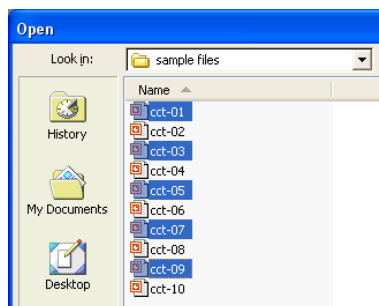 Open
Look in:
sample files
Name
History
My Documents
Desktop
cct-01
cct-02
cct-03
cct-04
cct-05
cct-06
cct-07
cct-08
cct-09
cct-10